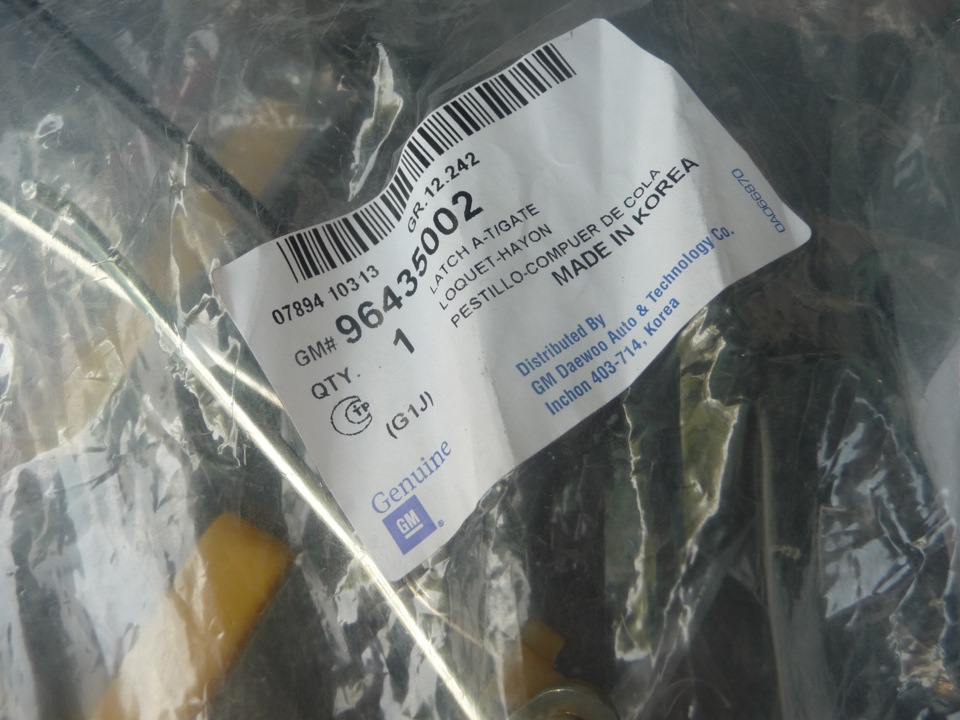 07894 10313
GR.12.242
GM# 96435002
QTY. 1
LATCH A-T/GATE
LOQUET-HAYON
PESTILLO-COMPUER DE COLA
MADE IN KOREA
(G1J)
Distributed By
GM Daewoo Auto & Technology Co.
Inchon 403-714, Korea
0A066870
Genuine
GM®